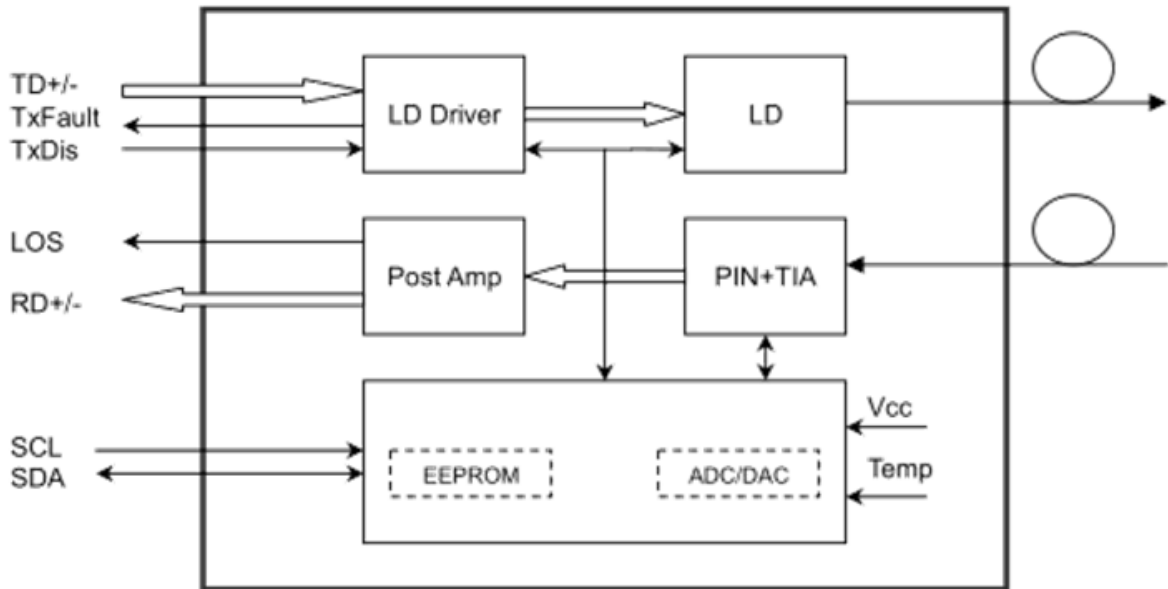 TD+/-
TxFault
TxDis
LD Driver
LD
LOS
RD+/-
Post Amp
PIN+TIA
SCL
SDA
EEPROM
ADC/DAC
Vcc
Temp